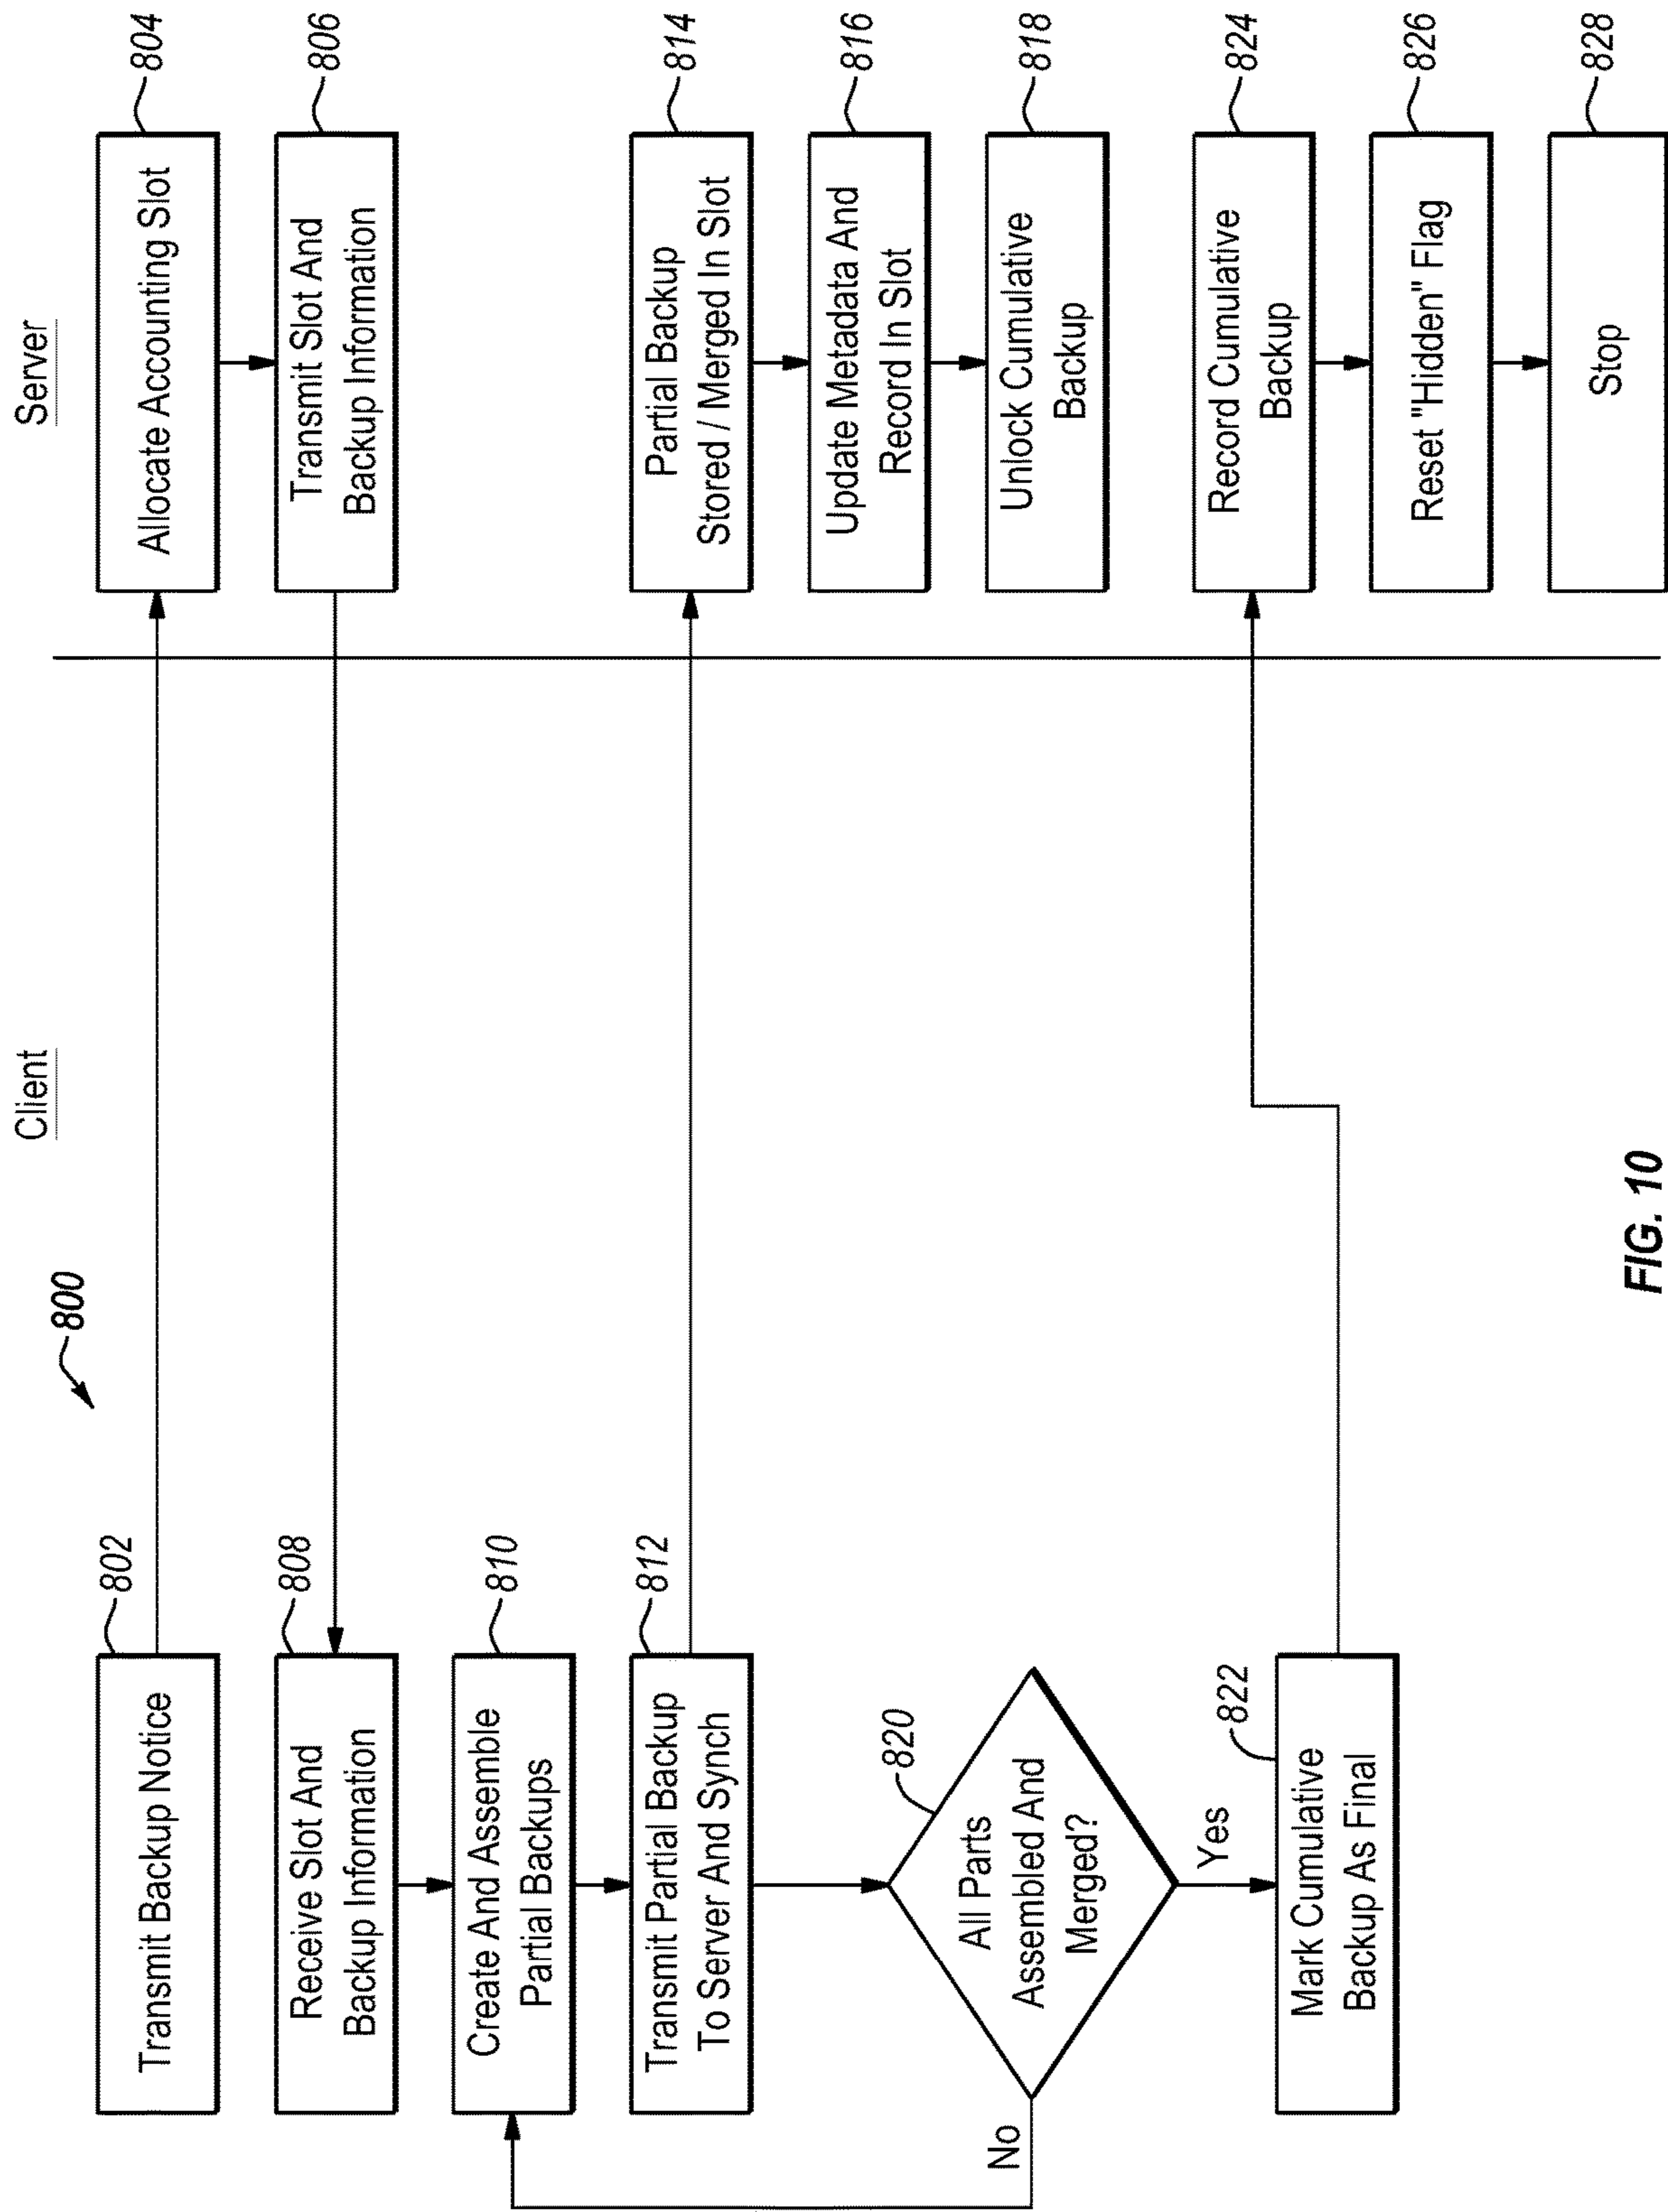 Client
Server
800
802
Transmit Backup Notice
804
Allocate Accounting Slot
806
Transmit Slot And
Backup Information
808
Receive Slot And
Backup Information
810
Create And Assemble
Partial Backups
812
Transmit Partial Backup
To Server And Synch
814
Partial Backup
Stored / Merged In Slot
816
Update Metadata And
Record In Slot
818
Unlock Cumulative
Backup
820
All Parts
Assembled And
Merged?
No
Yes
822
Mark Cumulative
Backup As Final
824
Record Cumulative
Backup
826
Reset "Hidden" Flag
828
Stop
FIG. 10